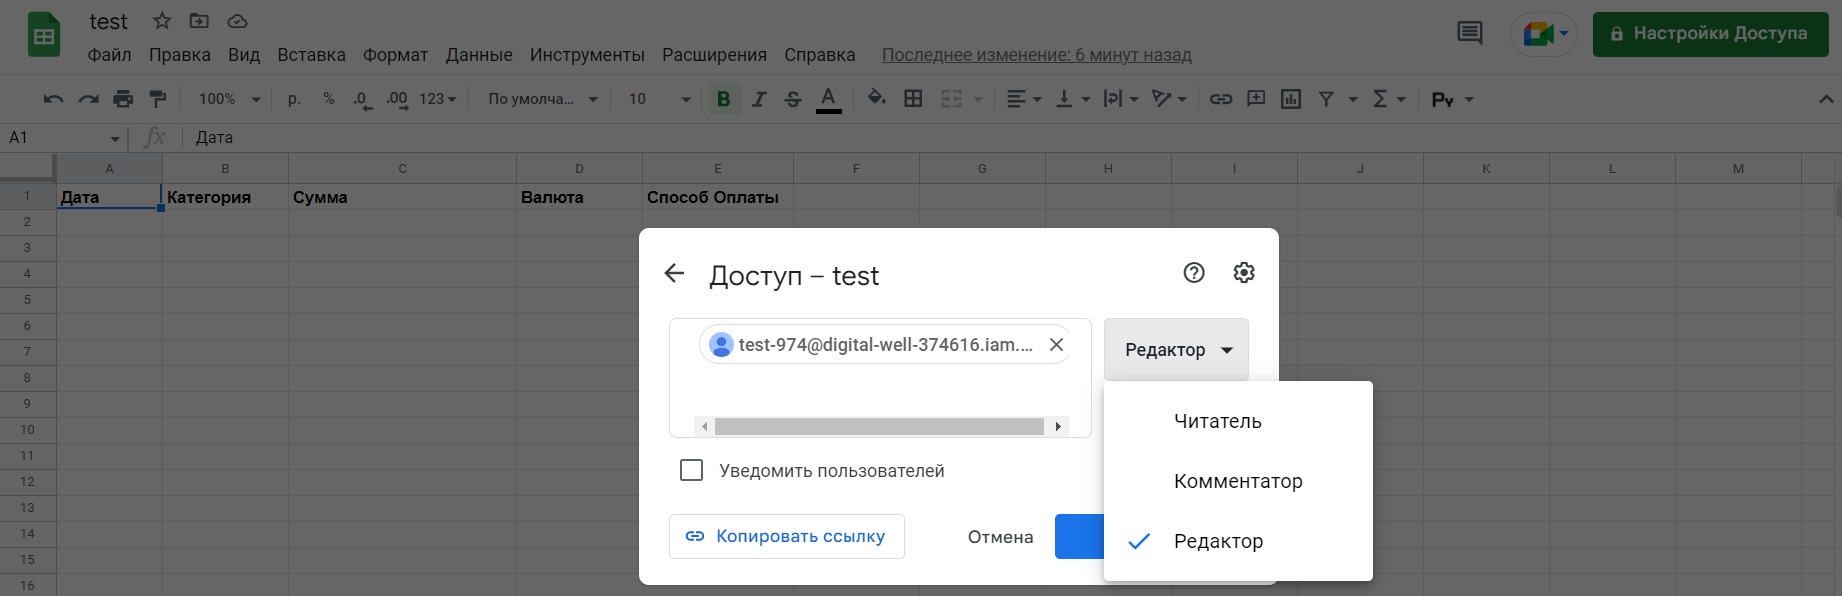 test
Файл Правка Вид Вставка Формат Данные Инструменты Расширения Справка Последнее изменение: 6 минут назад
Настройки Доступа
100% р. % .0 .00 123 По умолча... 10 B I S A Σ Py
A1 fx Дата
A B C D E F G H I J K L M
1 Дата Категория Сумма Валюта Способ Оплаты
2
3
4
5
6
7
8
9
10
11
12
13
14
15
16
Доступ – test
test-974@digital-well-374616.iam....
Редактор
Читатель
Комментатор
Редактор
Уведомить пользователей
Копировать ссылку
Отмена